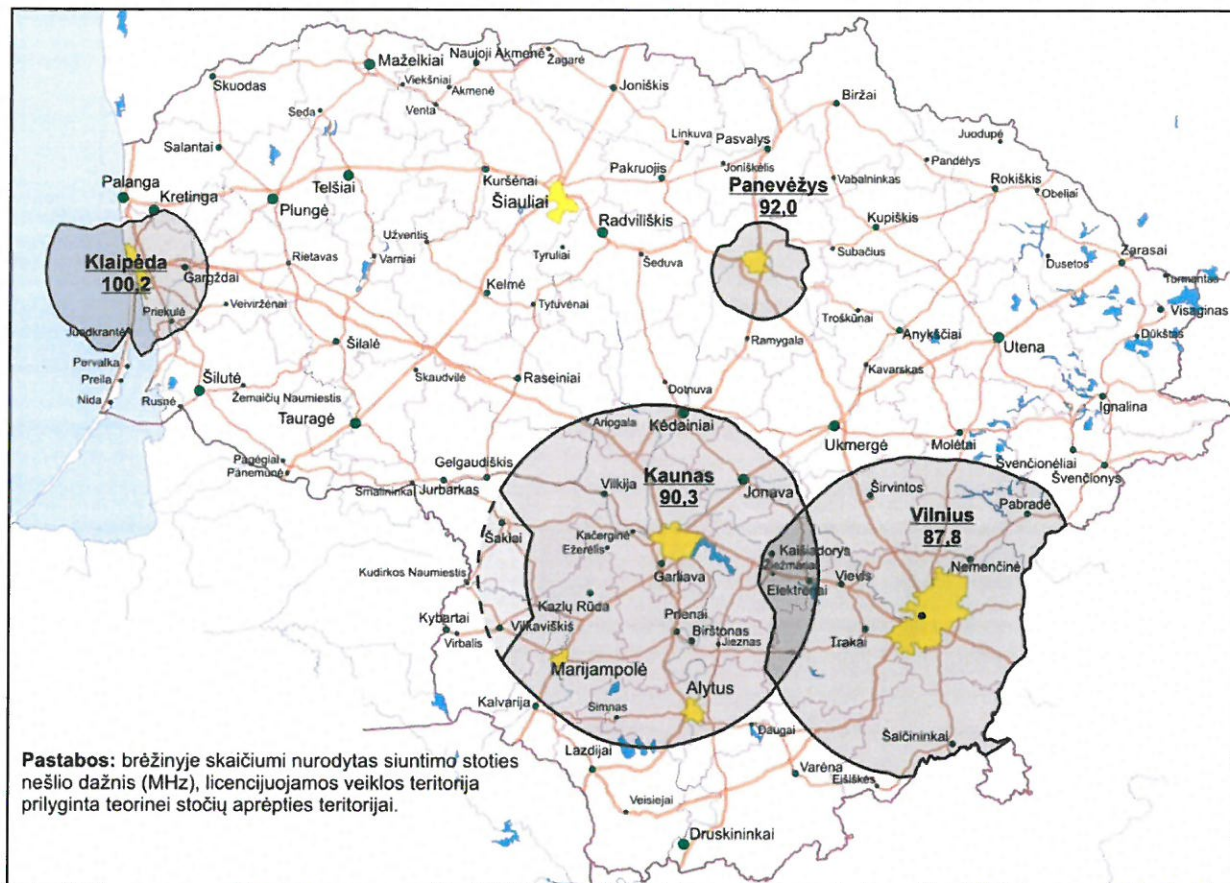 Mažeikiai
Naujoji Akmenė
Žagarė
Skuodas
Viekšniai
Akmenė
Joniškis
Seda
Venta
Biržai
Salantai
Linkuva
Pasvalys
Juodupė
Pakruojis
Joniškėlis
Pandėlys
Palanga
Kretinga
Telšiai
Kuršėnai
Šiauliai
Panevėžys
92,0
Vabalninkas
Rokiškis
Obeliai
Plungė
Radviliškis
Kupiškis
Užventis
Klaipėda
100,2
Gargždai
Rietavas
Varniai
Tyruliai
Šeduva
Subačius
Dusetos
Zarasai
Turmantas
Kelmė
Tytuvėnai
Veiviržėnai
Priekulė
Troškūnai
Visaginas
Juodkrantė
Anykščiai
Utena
Dūkštas
Šilalė
Ramygala
Pervalka
Preila
Nida
Rusnė
Šilutė
Žemaičių Naumiestis
Skaudvilė
Raseiniai
Dotnuva
Kavarskas
Ignalina
Tauragė
Ariogala
Kėdainiai
Ukmergė
Molėtai
Pagėgiai
Panemunė
Gelgaudiškis
Smalininkai
Jurbarkas
Švenčionėliai
Švenčionys
Kaunas
90,3
Vilkija
Jonava
Širvintos
Vilnius
87,8
Pabradė
Šakiai
Kačerginė
Ežerėlis
Kaišiadorys
Žiežmariai
Nemenčinė
Kudirkos Naumiestis
Garliava
Elektrėnai
Vievis
Kazlų Rūda
Kybartai
Virbalis
Vilkaviškis
Prienai
Birštonas
Jieznas
Trakai
Marijampolė
Alytus
Kalvarija
Simnas
Daugai
Šalčininkai
Lazdijai
Varėna
Eišiškės
Veisiejai
Druskininkai
Pastabos: brėžinyje skaičiumi nurodytas siuntimo stoties
nešlio dažnis (MHz), licencijuojamos veiklos teritorija
prilyginta teorinei stočių aprėpties teritorijai.